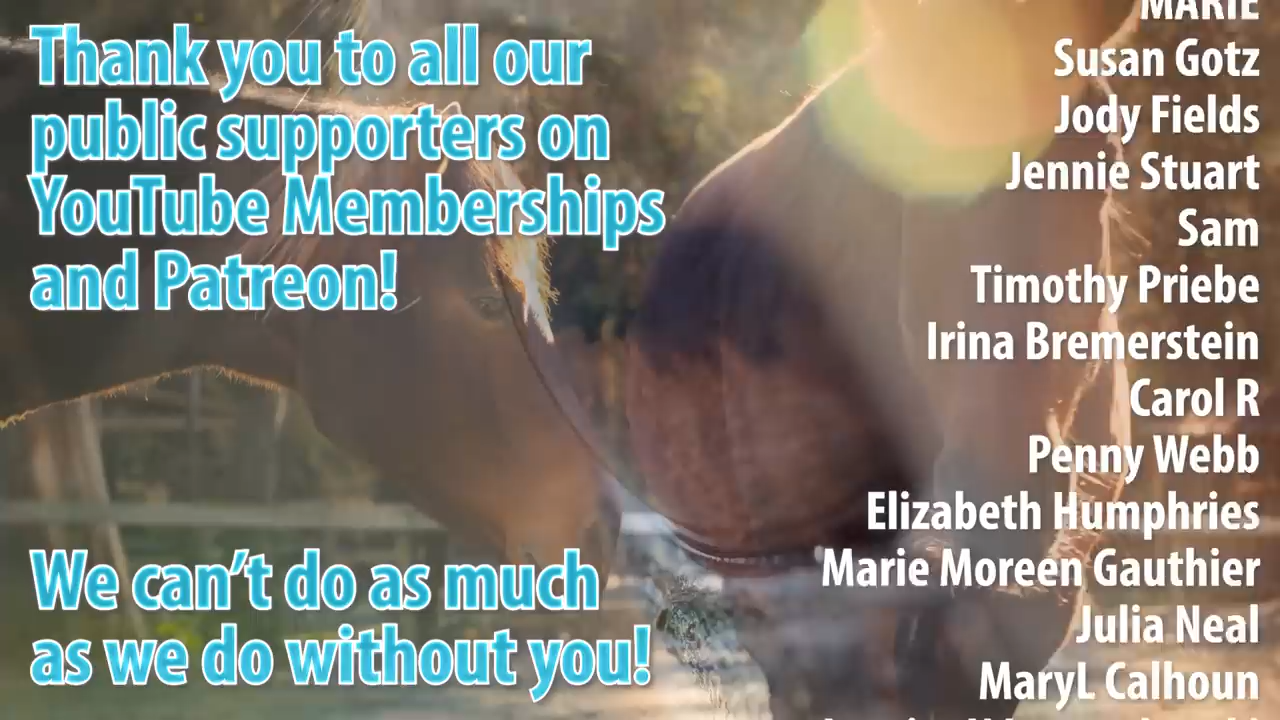 Thank you to all our
public supporters on
YouTube Memberships
and Patreon!
We can't do as much
as we do without you!
MARIE
Susan Gotz
Jody Fields
Jennie Stuart
Sam
Timothy Priebe
Irina Bremerstein
Carol R
Penny Webb
Elizabeth Humphries
Marie Moreen Gauthier
Julia Neal
MaryL Calhoun